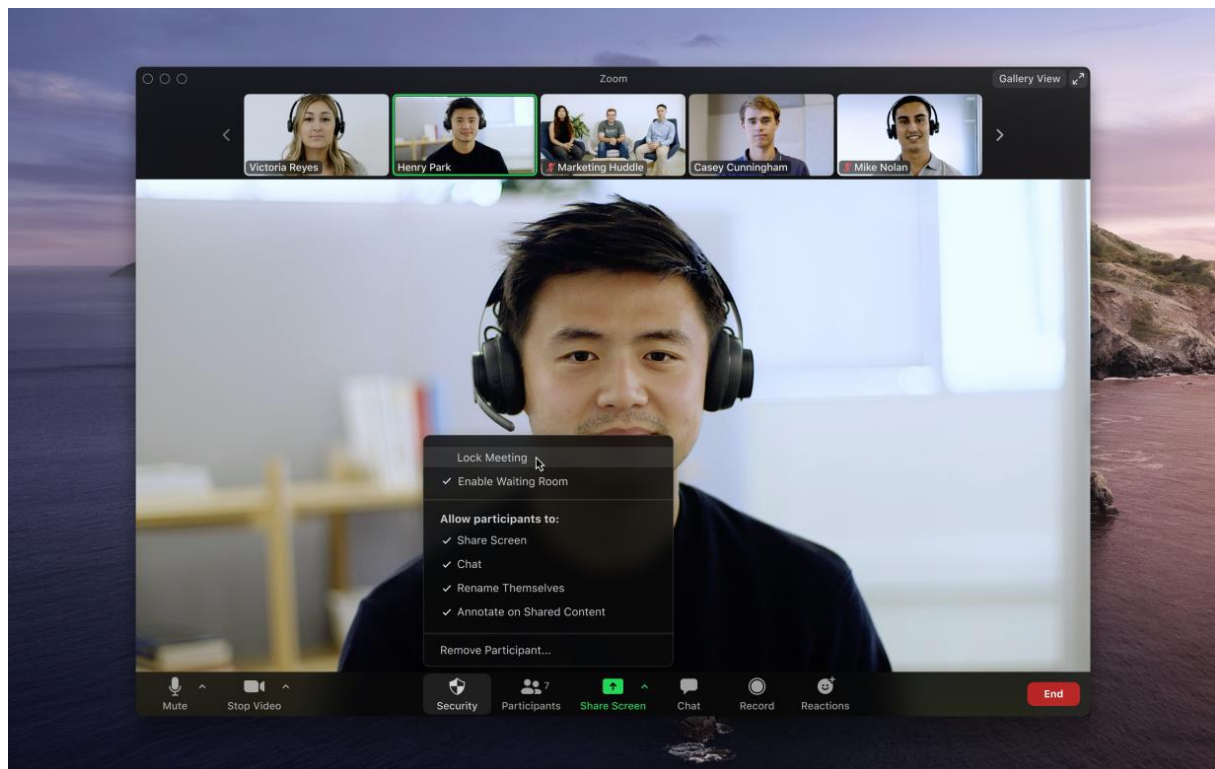 Zoom
Gallery View
Victoria Reyes
Henry Park
Marketing Huddle
Casey Cunningham
Mike Nolan
Lock Meeting
Enable Waiting Room
Allow participants to:
Share Screen
Chat
Rename Themselves
Annotate on Shared Content
Remove Participant...
Mute
Stop Video
Security
7
Participants
Share Screen
Chat
Record
Reactions
End